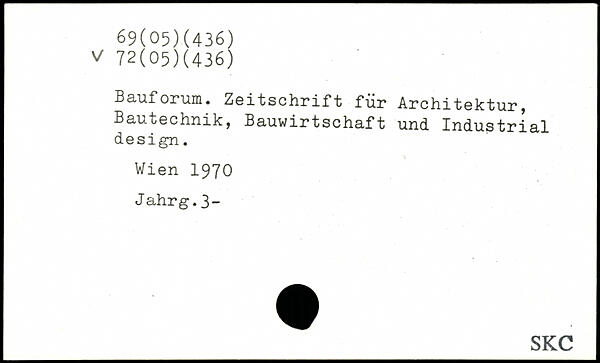 69(05)(436)
V 72(05)(436)
Bauforum. Zeitschrift für Architektur,
Bautechnik, Bauwirtschaft und Industrial
design.
Wien 1970
Jahrg.3-
SKC